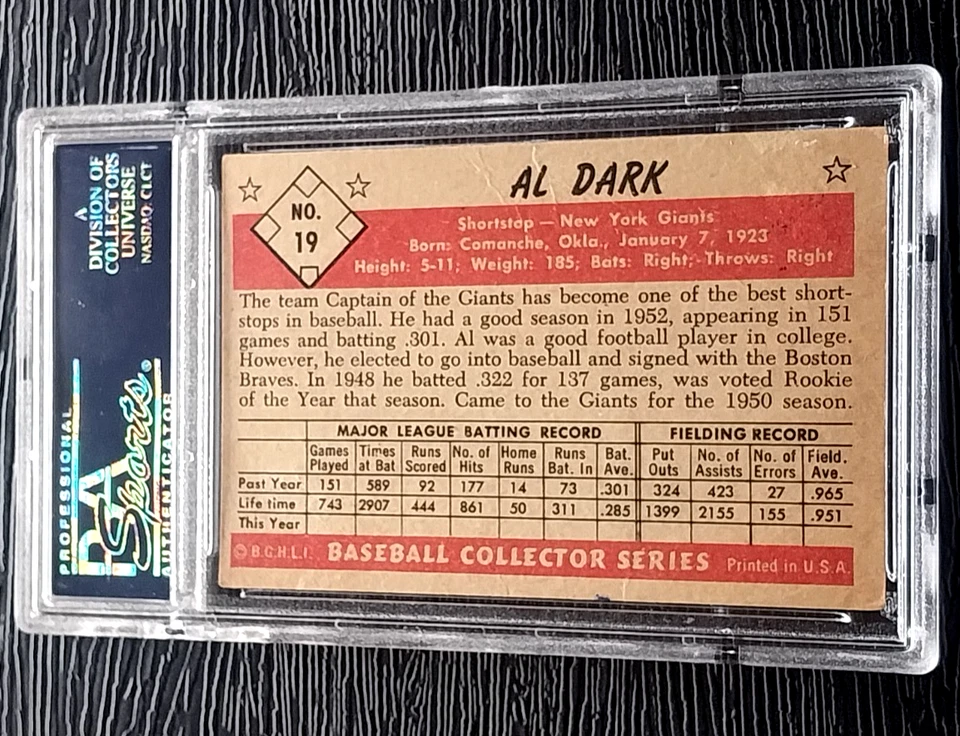 A
DIVISION OF
COLLECTORS
UNIVERSE
NASDAQ: CLCT
PROFESSIONAL
PSA
Sports®
AUTHENTICATOR
NO.
19
AL DARK
Shortstop — New York Giants
Born: Comanche, Okla., January 7, 1923
Height: 5-11; Weight: 185; Bats: Right; Throws: Right
The team Captain of the Giants has become one of the best short-
stops in baseball. He had a good season in 1952, appearing in 151
games and batting .301. Al was a good football player in college.
However, he elected to go into baseball and signed with the Boston
Braves. In 1948 he batted .322 for 137 games, was voted Rookie
of the Year that season. Came to the Giants for the 1950 season.
MAJOR LEAGUE BATTING RECORD FIELDING RECORD
Games Times Runs No. of Home Runs Bat. Put No. of No. of Field.
Played at Bat Scored Hits Runs Bat. In Ave. Outs Assists Errors Ave.
Past Year 151 589 92 177 14 73 .301 324 423 27 .965
Life time 743 2907 444 861 50 311 .285 1399 2155 155 .951
This Year
© B.G.H.L.I. BASEBALL COLLECTOR SERIES Printed in U.S.A.